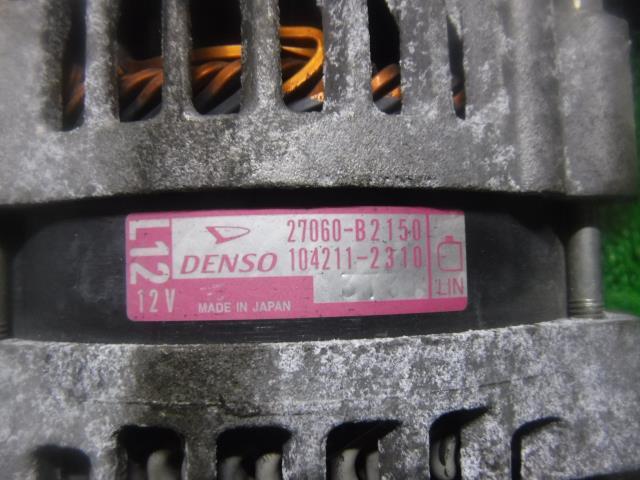 L12
12V
27060-B2150
DENSO 104211-2310
MADE IN JAPAN
LIN